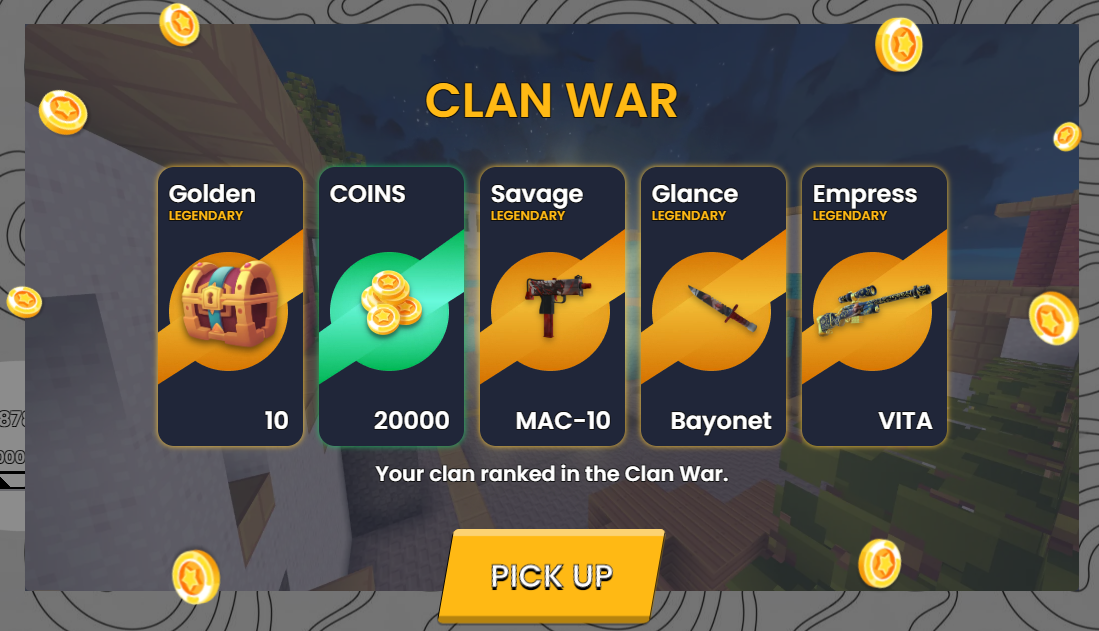 CLAN WAR
Golden
LEGENDARY
10
COINS
20000
Savage
LEGENDARY
MAC-10
Glance
LEGENDARY
Bayonet
Empress
LEGENDARY
VITA
Your clan ranked in the Clan War.
PICK UP